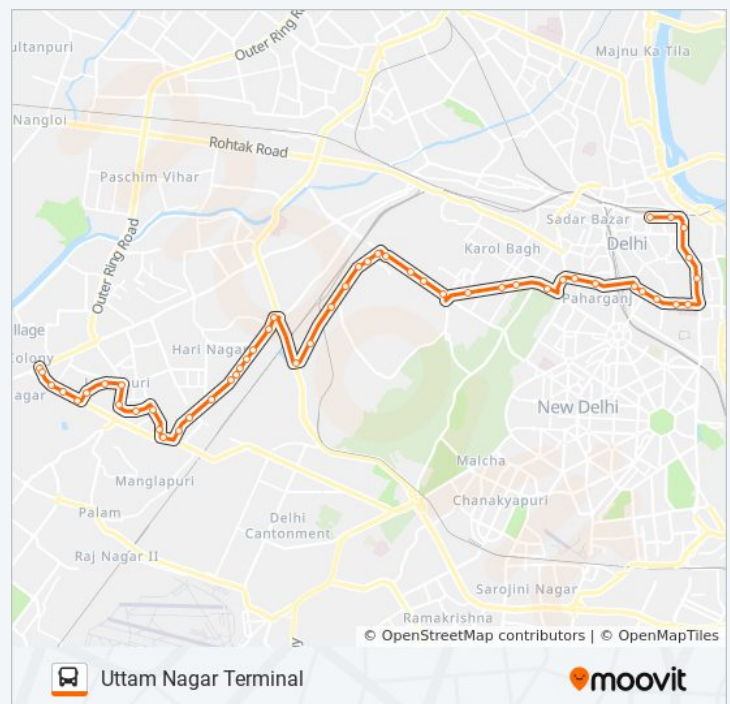 ultanpuri
Outer Ring R
Majnu Ka Tila
Nangloi
Rohtak Road
Paschim Vihar
Sadar Bazar
Delhi
Karol Bagh
Outer Ring Road
Paharganj
illage
Hari Nagar
olony
puri
agar
New Delhi
Malcha
Manglapuri
Chanakyapuri
Palam
Delhi
Cantonment
Raj Nagar II
Sarojini Nagar
Ramakrishna
© OpenStreetMap contributors | © OpenMapTiles
Uttam Nagar Terminal
moovit